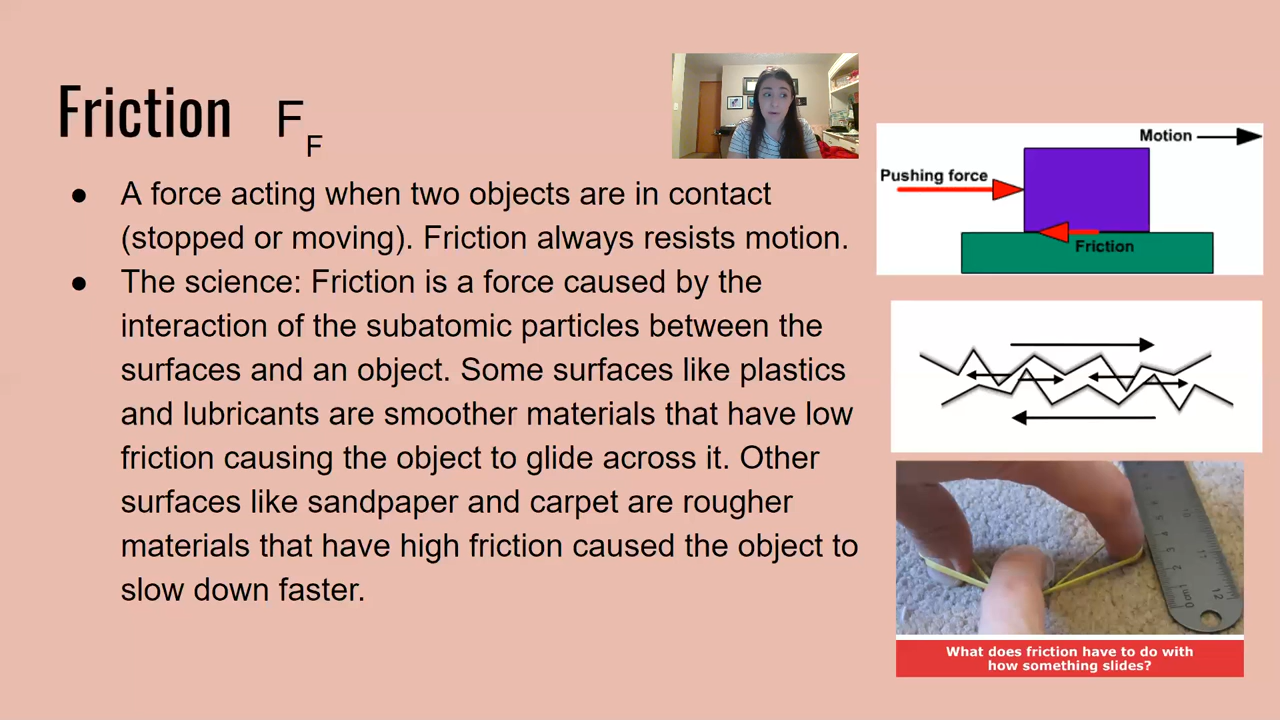 Friction F
F
● A force acting when two objects are in contact
(stopped or moving). Friction always resists motion.
● The science: Friction is a force caused by the
interaction of the subatomic particles between the
surfaces and an object. Some surfaces like plastics
and lubricants are smoother materials that have low
friction causing the object to glide across it. Other
surfaces like sandpaper and carpet are rougher
materials that have high friction caused the object to
slow down faster.
Motion
Pushing force
Friction
What does friction have to do with
how something slides?